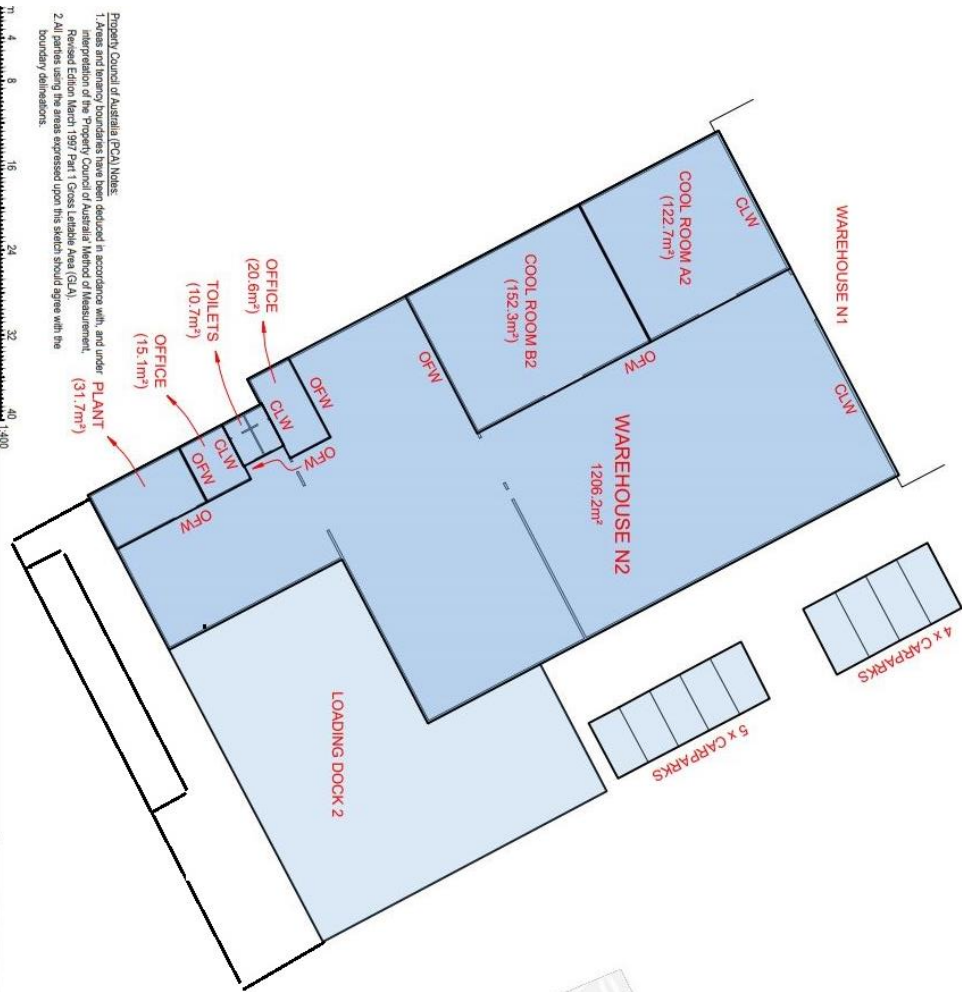 WAREHOUSE N1
CLW
COOL ROOM A2
(122.7m²)
CLW
COOL ROOM B2
(152.3m²)
OFW
OFW
WAREHOUSE N2
1206.2m²
OFFICE
(20.6m²)
OFW
CLW
OFW
TOILETS
(10.7m²)
OFFICE
(15.1m²)
CLW
OFW
PLANT
(31.7m²)
OFW
LOADING DOCK 2
4 x CARPARKS
5 x CARPARKS
Property Council of Australia (PCA) Notes:
1.Areas and tenancy boundaries have been deduced in accordance with, and under
interpretation of the 'Property Council of Australia' Method of Measurement,
Revised Edition March 1997 Part 1 Gross Lettable Area (GLA).
2.All parties using the areas expressed upon this sketch should agree with the
boundary delineations.
m 4 8 16 24 32 40 1:400